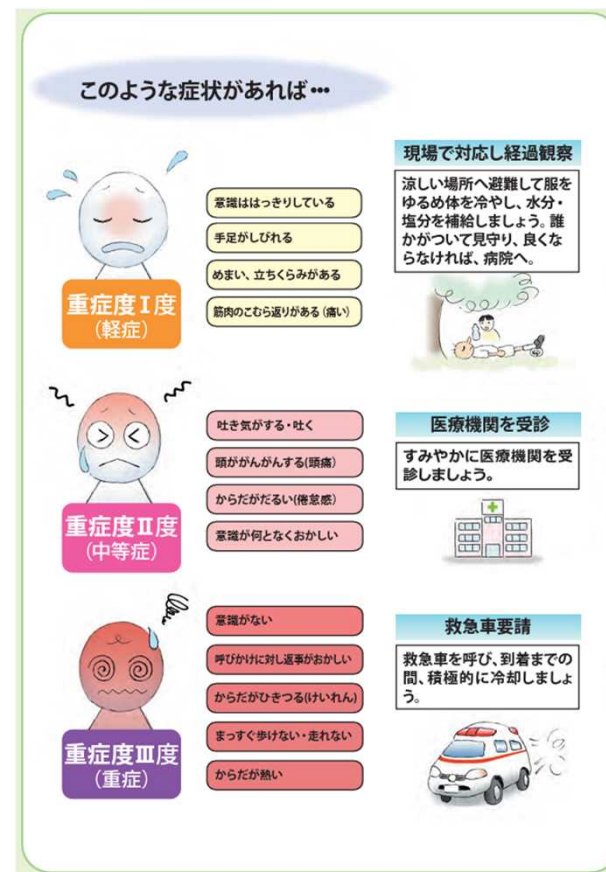 このような症状があれば…
重症度Ⅰ度
(軽症)
意識ははっきりしている
手足がしびれる
めまい、立ちくらみがある
筋肉のこむら返りがある(痛い)
現場で対応し経過観察
涼しい場所へ避難して服を
ゆるめ体を冷やし、水分・
塩分を補給しましょう。誰
かがついて見守り、良くな
らなければ、病院へ。
重症度Ⅱ度
(中等症)
吐き気がする・吐く
頭ががんがんする(頭痛)
からだがだるい(倦怠感)
意識が何となくおかしい
医療機関を受診
すみやかに医療機関を受
診しましょう。
重症度Ⅲ度
(重症)
意識がない
呼びかけに対し返事がおかしい
からだがひきつる(けいれん)
まっすぐ歩けない・走れない
からだが熱い
救急車要請
救急車を呼び、到着までの
間、積極的に冷却しましょ
う。